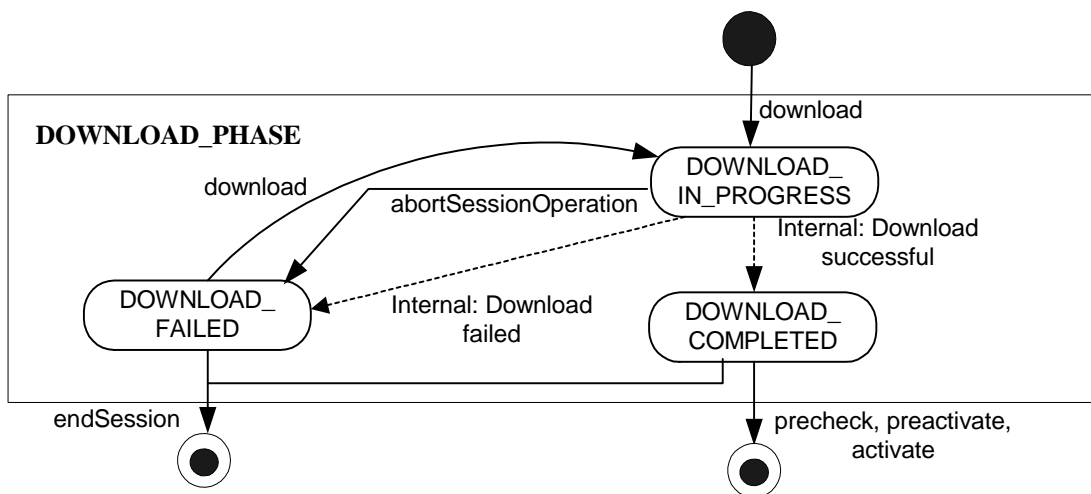 download
DOWNLOAD_PHASE
DOWNLOAD_
IN_PROGRESS
download
abortSessionOperation
Internal: Download
successful
DOWNLOAD_
FAILED
Internal: Download
failed
DOWNLOAD_
COMPLETED
endSession
precheck, preactivate,
activate